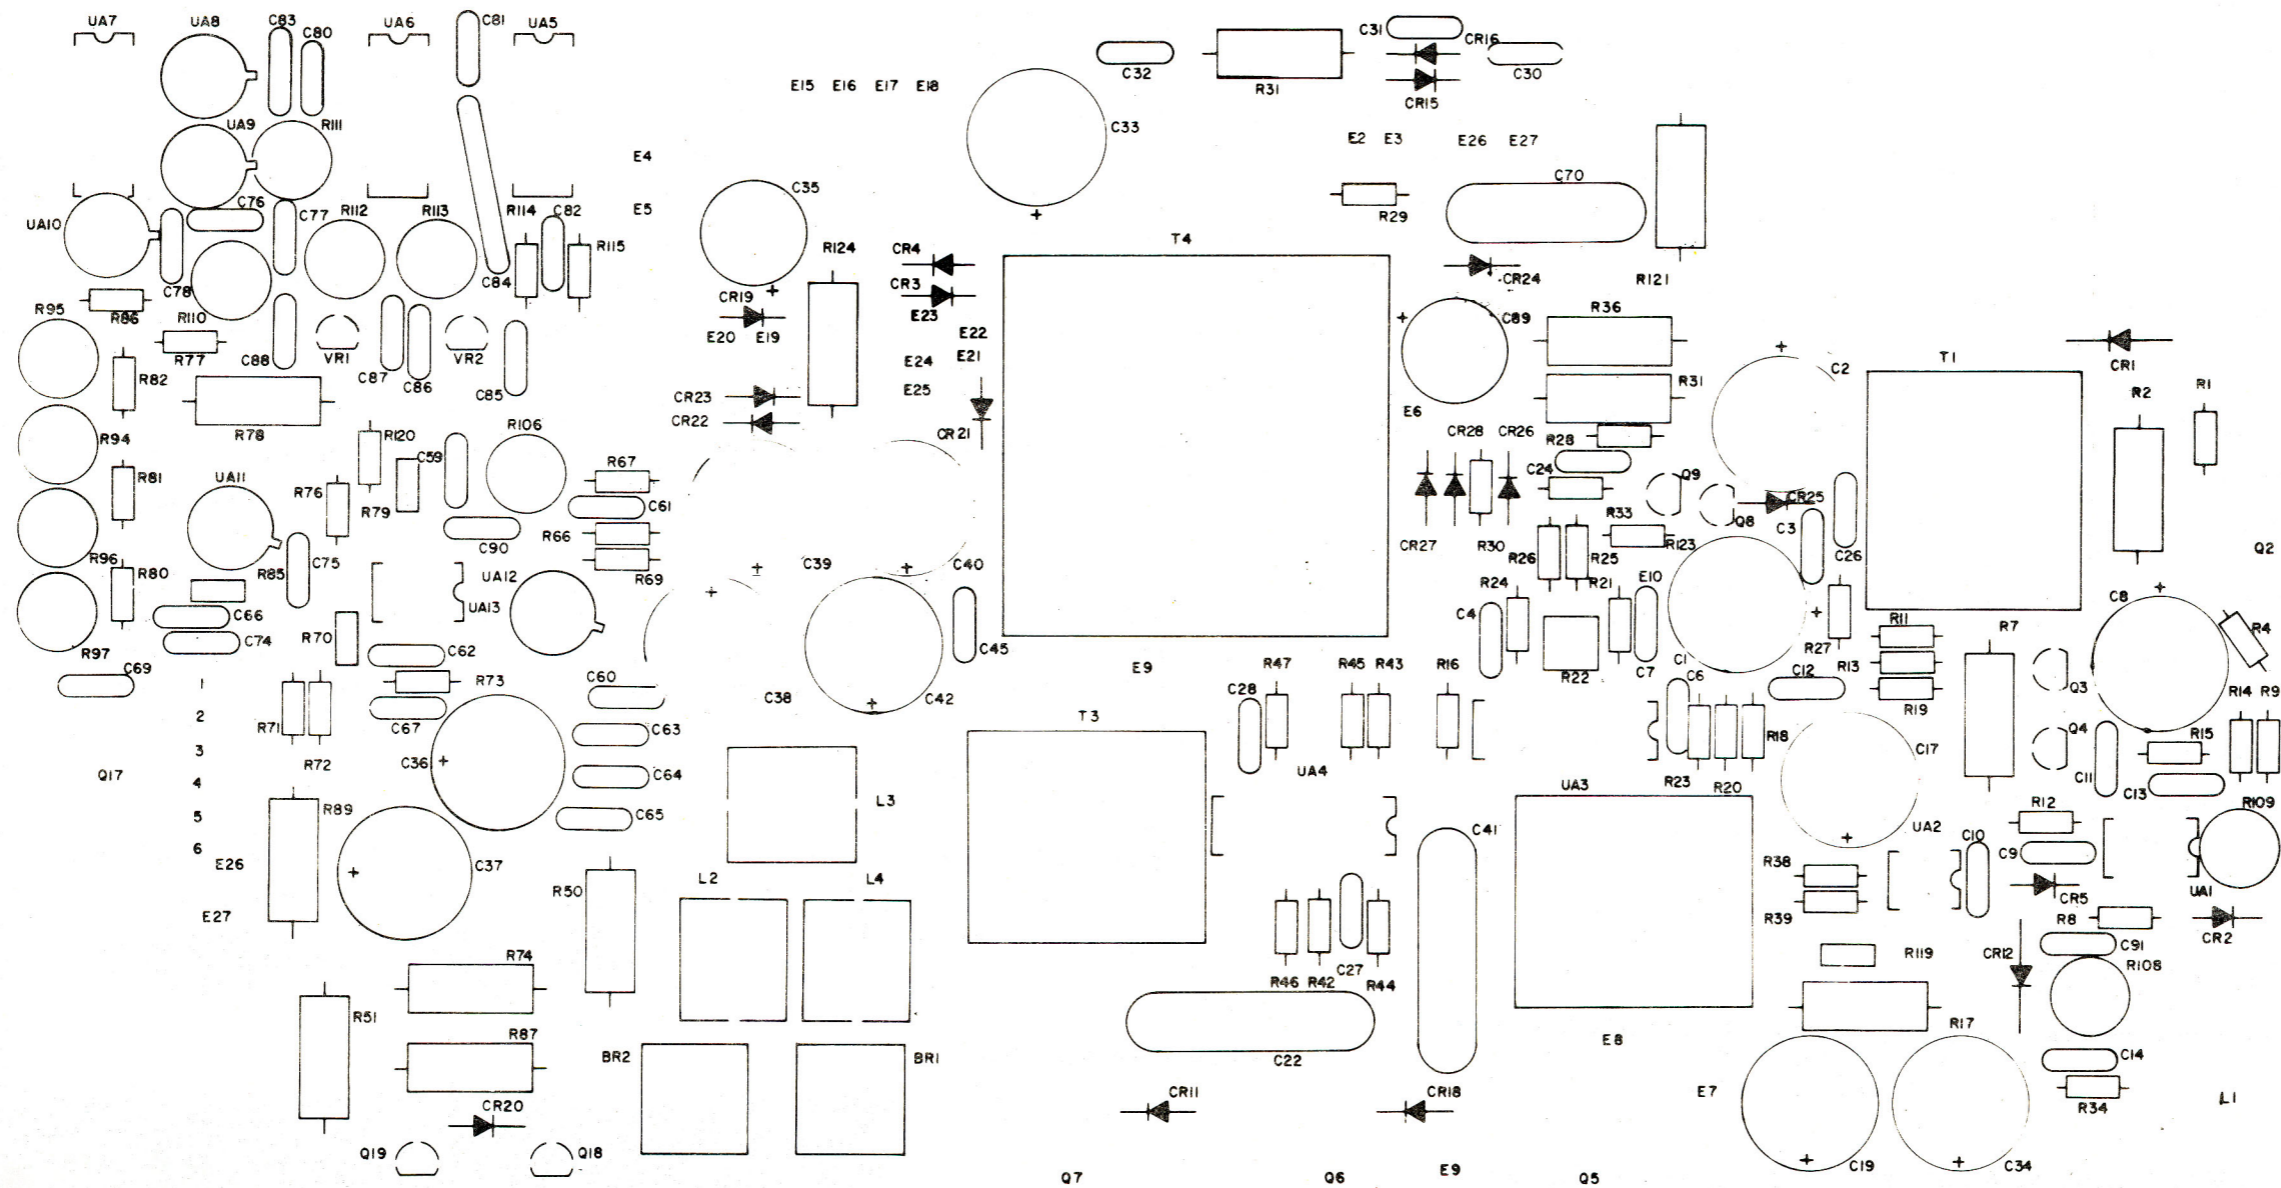 UA7
UA8
C83
C80
UA6
C81
UA5
C31
CR16
C32
R31
C30
E15 E16 E17 E18
CR15
UA9
R111
C33
E2 E3
E26 E27
E4
C35
C70
UA10
C76
C77
R112
R113
R114
C82
E5
R29
R115
R124
CR4
T4
C78
C84
CR3
CR24
R121
R95
R86
R110
CR19
E23
C89
R36
R77
C88
VR1
VR2
E20 E19
E22
E24
E21
C2
T1
CR1
R82
C87
C86
C85
CR23
E25
R31
R2
R1
R94
R78
R120
R106
CR22
CR21
E6
CR28
CR26
R28
C59
R67
UA11
R81
R76
R79
C61
C24
Q9
CR25
R66
C90
R33
Q8
C3
R96
R80
R85
C75
UA12
R69
C39
C40
CR27
R30
R26
R25
R123
C26
Q2
UA13
R24
R21
E10
C8
C66
C74
R70
C4
R11
R4
R97
C62
C45
E9
R22
C7
C1
R27
R13
R7
C69
1
R73
C60
R47
R45
R43
R16
C6
C12
Q3
R14
R9
2
R71
C67
C38
C42
C28
T3
R19
3
C63
R18
C17
Q4
R15
Q17
4
R72
C36
C64
UA4
UA3
R23
R20
C11
C13
5
R89
C65
L3
R12
R109
6
C41
UA2
C10
E26
C37
R50
L2
L4
R38
C9
CR5
UA1
E27
R39
R8
CR2
R74
R46
R42
C27
R44
R119
CR12
C91
R108
R51
R87
BR2
BR1
C22
E8
R17
C14
CR20
CR11
CR18
E7
R34
L1
Q19
Q18
Q7
Q6
E9
Q5
C19
C34